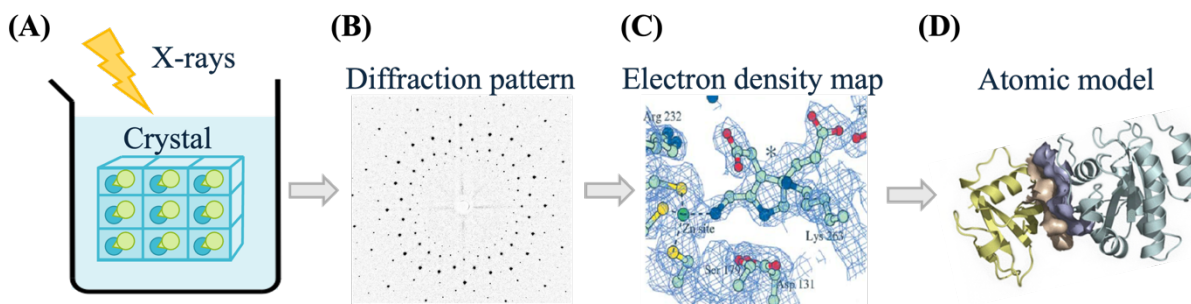 (A)
X-rays
Crystal
(B)
Diffraction pattern
(C)
Electron density map
Arg 232
*
Zn site
Lys 263
Ser 179
Asp 131
(D)
Atomic model